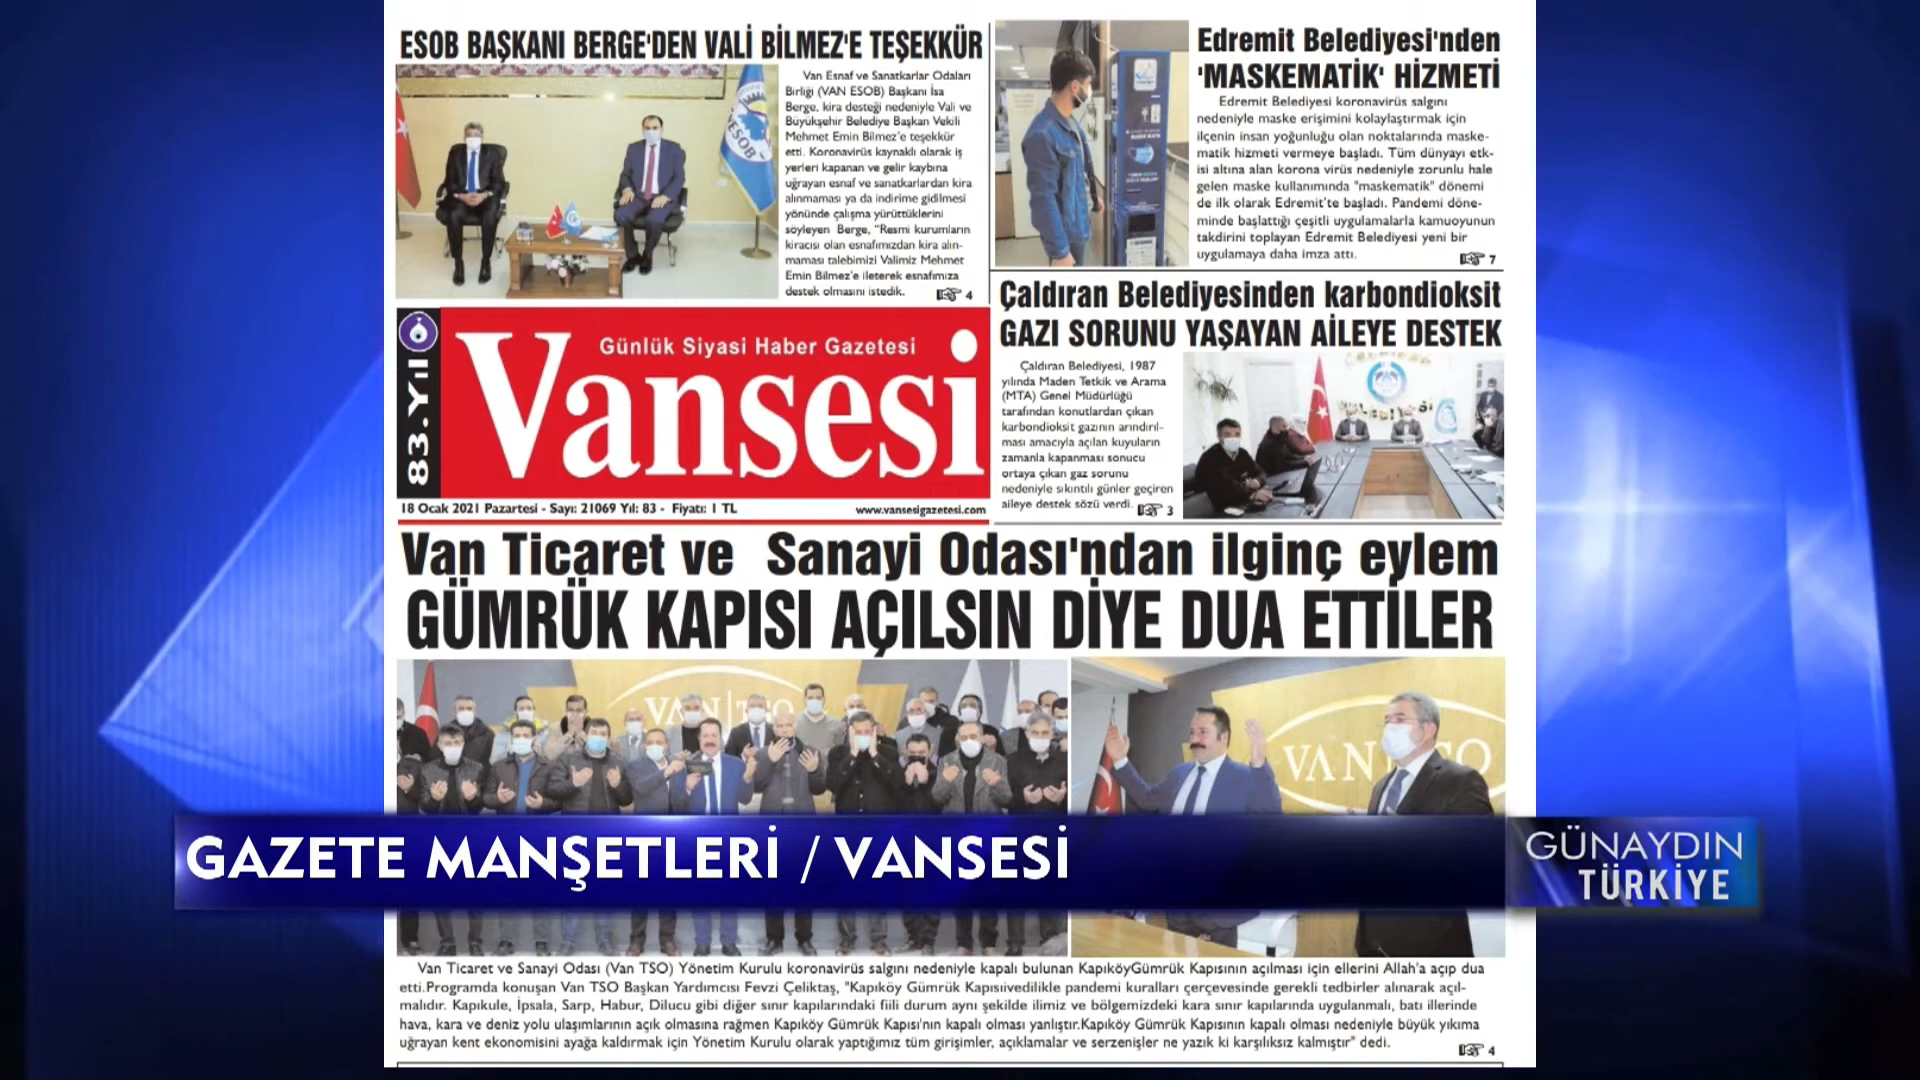 ESOB BAŞKANI BERGE'DEN VALİ BİLMEZ'E TEŞEKKÜR
Van Esnaf ve Sanatkarlar Odaları
Birliği (VAN ESOB) Başkanı İsa
Berge, kira desteği nedeniyle Vali ve
Büyükşehir Belediye Başkan Vekili
Mehmet Emin Bilmez'e teşekkür
etti. Koronavirüs kaynaklı olarak iş
yerleri kapanan ve gelir kaybına
uğrayan esnaf ve sanatkarlardan kira
alınmaması ya da indirime gidilmesi
yönünde çalışma yürüttüklerini
söyleyen Berge, "Resmi kurumların
kiracısı olan esnafımızdan kira alın-
maması talebimizi Valimiz Mehmet
Emin Bilmez'e ileterek esnafımıza
destek olmasını istedik.
4
ESOB
Edremit Belediyesi'nden
'MASKEMATİK' HİZMETİ
Edremit Belediyesi koronavirüs salgını
nedeniyle maske erişimini kolaylaştırmak için
ilçenin insan yoğunluğu olan noktalarında maske-
matik hizmeti vermeye başladı. Tüm dünyayı etk-
isi altına alan korona virüs nedeniyle zorunlu hale
gelen maske kullanımında "maskematik" dönemi
de ilk olarak Edremit'te başladı. Pandemi döne-
minde başlattığı çeşitli uygulamalarla kamuoyunun
takdirini toplayan Edremit Belediyesi yeni bir
uygulamaya daha imza attı.
7
83.Yıl
Günlük Siyasi Haber Gazetesi
Vansesi
18 Ocak 2021 Pazartesi - Sayı: 21069 Yıl: 83 - Fiyatı: 1 TL
www.vansesigazetesi.com
Çaldıran Belediyesinden karbondioksit
GAZI SORUNU YAŞAYAN AİLEYE DESTEK
Çaldıran Belediyesi, 1987
yılında Maden Tetkik ve Arama
(MTA) Genel Müdürlüğü
tarafından konutlardan çıkan
karbondioksit gazının arındırıl-
ması amacıyla açılan kuyuların
zamanla kapanması sonucu
ortaya çıkan gaz sorunu
nedeniyle sıkıntılı günler geçiren
aileye destek sözü verdi.
3
Van Ticaret ve Sanayi Odası'ndan ilginç eylem
GÜMRÜK KAPISI AÇILSIN DİYE DUA ETTİLER
VAN TSO
VAN TSO
GAZETE MANŞETLERİ / VANSESİ
GÜNAYDIN
TÜRKİYE
Van Ticaret ve Sanayi Odası (Van TSO) Yönetim Kurulu koronavirüs salgını nedeniyle kapalı bulunan KapıköyGümrük Kapısının açılması için ellerini Allah'a açıp dua
etti.Programda konuşan Van TSO Başkan Yardımcısı Fevzi Çeliktaş, "Kapıköy Gümrük Kapısıivedilikle pandemi kuralları çerçevesinde gerekli tedbirler alınarak açıl-
malıdır. Kapıkule, İpsala, Sarp, Habur, Dilucu gibi diğer sınır kapılarındaki fiili durum aynı şekilde ilimiz ve bölgemizdeki kara sınır kapılarında uygulanmalı, batı illerinde
hava, kara ve deniz yolu ulaşımlarının açık olmasına rağmen Kapıköy Gümrük Kapısı'nın kapalı olması yanlıştır.Kapıköy Gümrük Kapısının kapalı olması nedeniyle büyük yıkıma
uğrayan kent ekonomisini ayağa kaldırmak için Yönetim Kurulu olarak yaptığımız tüm girişimler, açıklamalar ve serzenişler ne yazık ki karşılıksız kalmıştır" dedi.
4